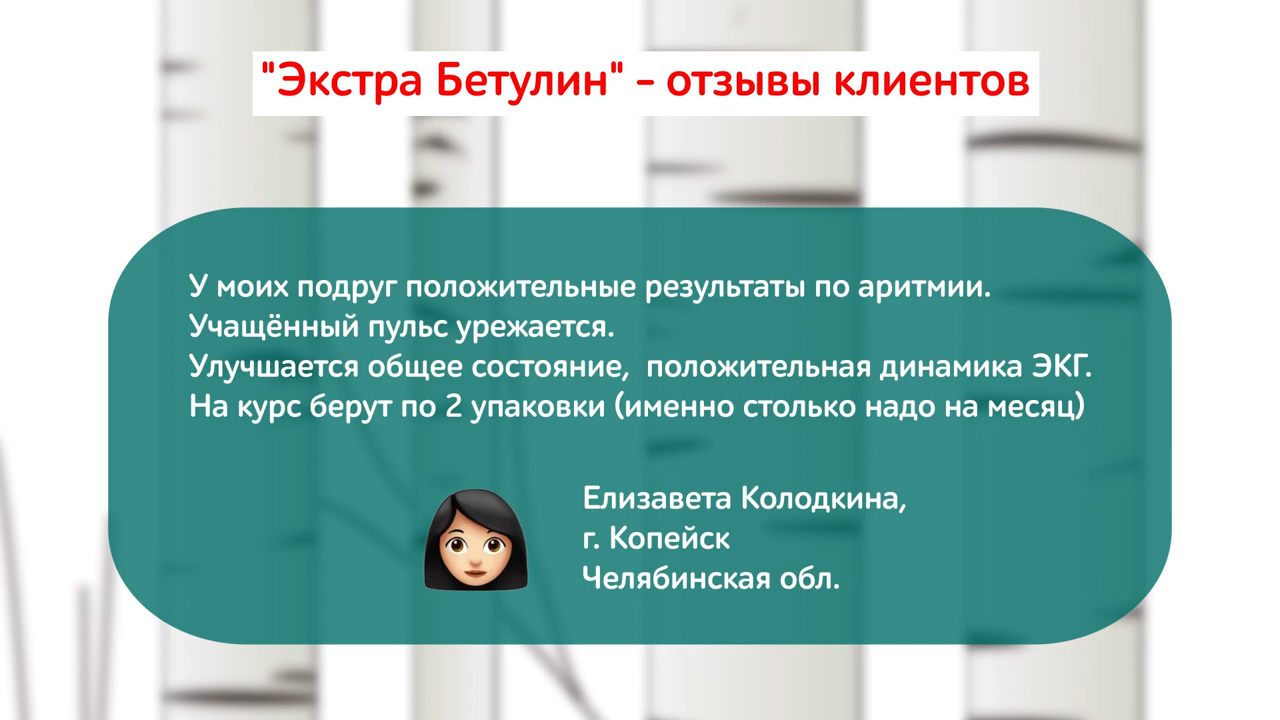 "Экстра Бетулин" - отзывы клиентов
У моих подруг положительные результаты по аритмии.
Учащённый пульс урежается.
Улучшается общее состояние,  положительная динамика ЭКГ.
На курс берут по 2 упаковки (именно столько надо на месяц)
Елизавета Колодкина,
г. Копейск
Челябинская обл.